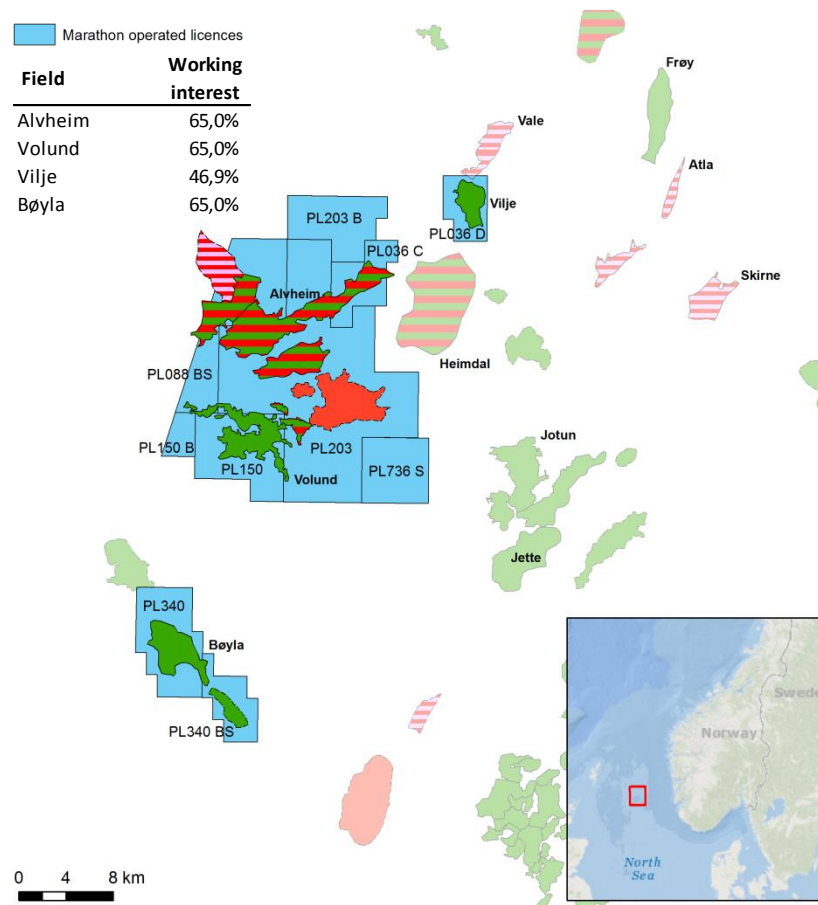 Marathon operated licences
Field Working interest
Alvheim 65,0%
Volund 65,0%
Vilje 46,9%
Bøyla 65,0%
Frøy
Vale
Atla
Vilje
PL203 B
PL036 D
PL036 C
Skirne
Alvheim
Heimdal
PL088 BS
Jotun
PL150 B
PL203
PL150
PL736 S
Volund
Jette
PL340
Bøyla
PL340 BS
Norway
Swede
North
Sea
0 4 8 km